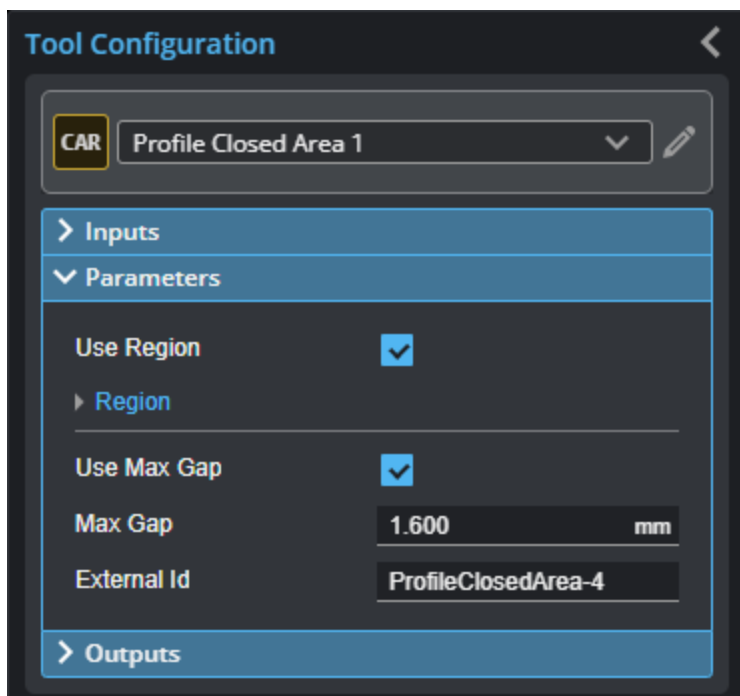 Tool Configuration
CAR Profile Closed Area 1
Inputs
Parameters
Use Region
Region
Use Max Gap
Max Gap 1.600 mm
External Id ProfileClosedArea-4
Outputs